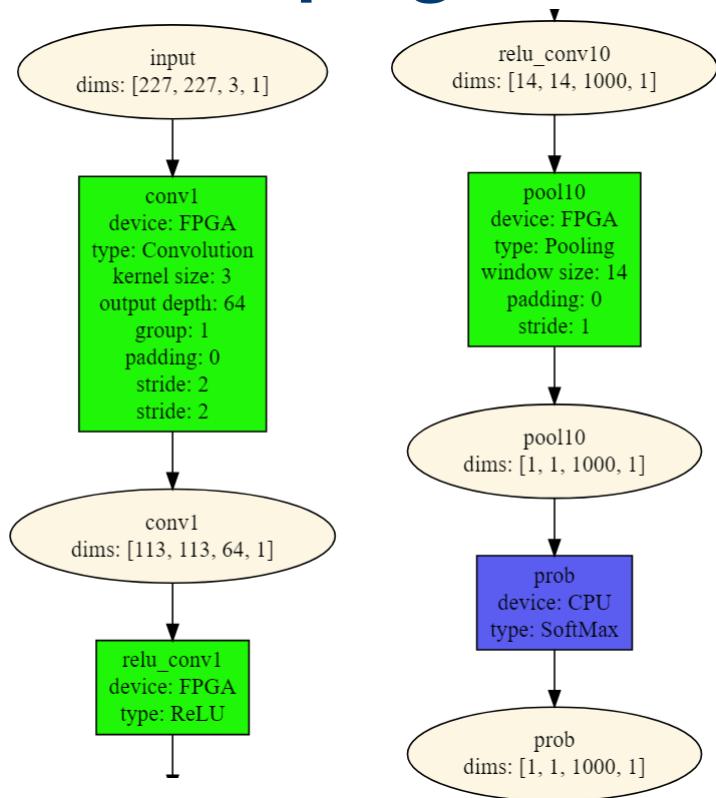 input
dims: [227, 227, 3, 1]
conv1
device: FPGA
type: Convolution
kernel size: 3
output depth: 64
group: 1
padding: 0
stride: 2
stride: 2
conv1
dims: [113, 113, 64, 1]
relu_conv1
device: FPGA
type: ReLU
relu_conv10
dims: [14, 14, 1000, 1]
pool10
device: FPGA
type: Pooling
window size: 14
padding: 0
stride: 1
pool10
dims: [1, 1, 1000, 1]
prob
device: CPU
type: SoftMax
prob
dims: [1, 1, 1000, 1]